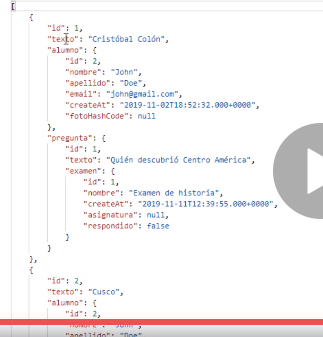 [
{
"id": 1,
"texto": "Cristóbal Colón",
"alumno": {
"id": 2,
"nombre": "John",
"apellido": "Doe",
"email": "john@gmail.com",
"createAt": "2019-11-02T18:52:32.000+0000",
"fotoHashCode": null
},
"pregunta": {
"id": 1,
"texto": "Quién descubrió Centro América",
"examen": {
"id": 1,
"nombre": "Examen de historia",
"createAt": "2019-11-11T12:39:55.000+0000",
"asignatura": null,
"respondido": false
}
}
},
{
"id": 2,
"texto": "Cusco",
"alumno": {
"id": 2,
"nombre": "John",
"apellido": "Doe"